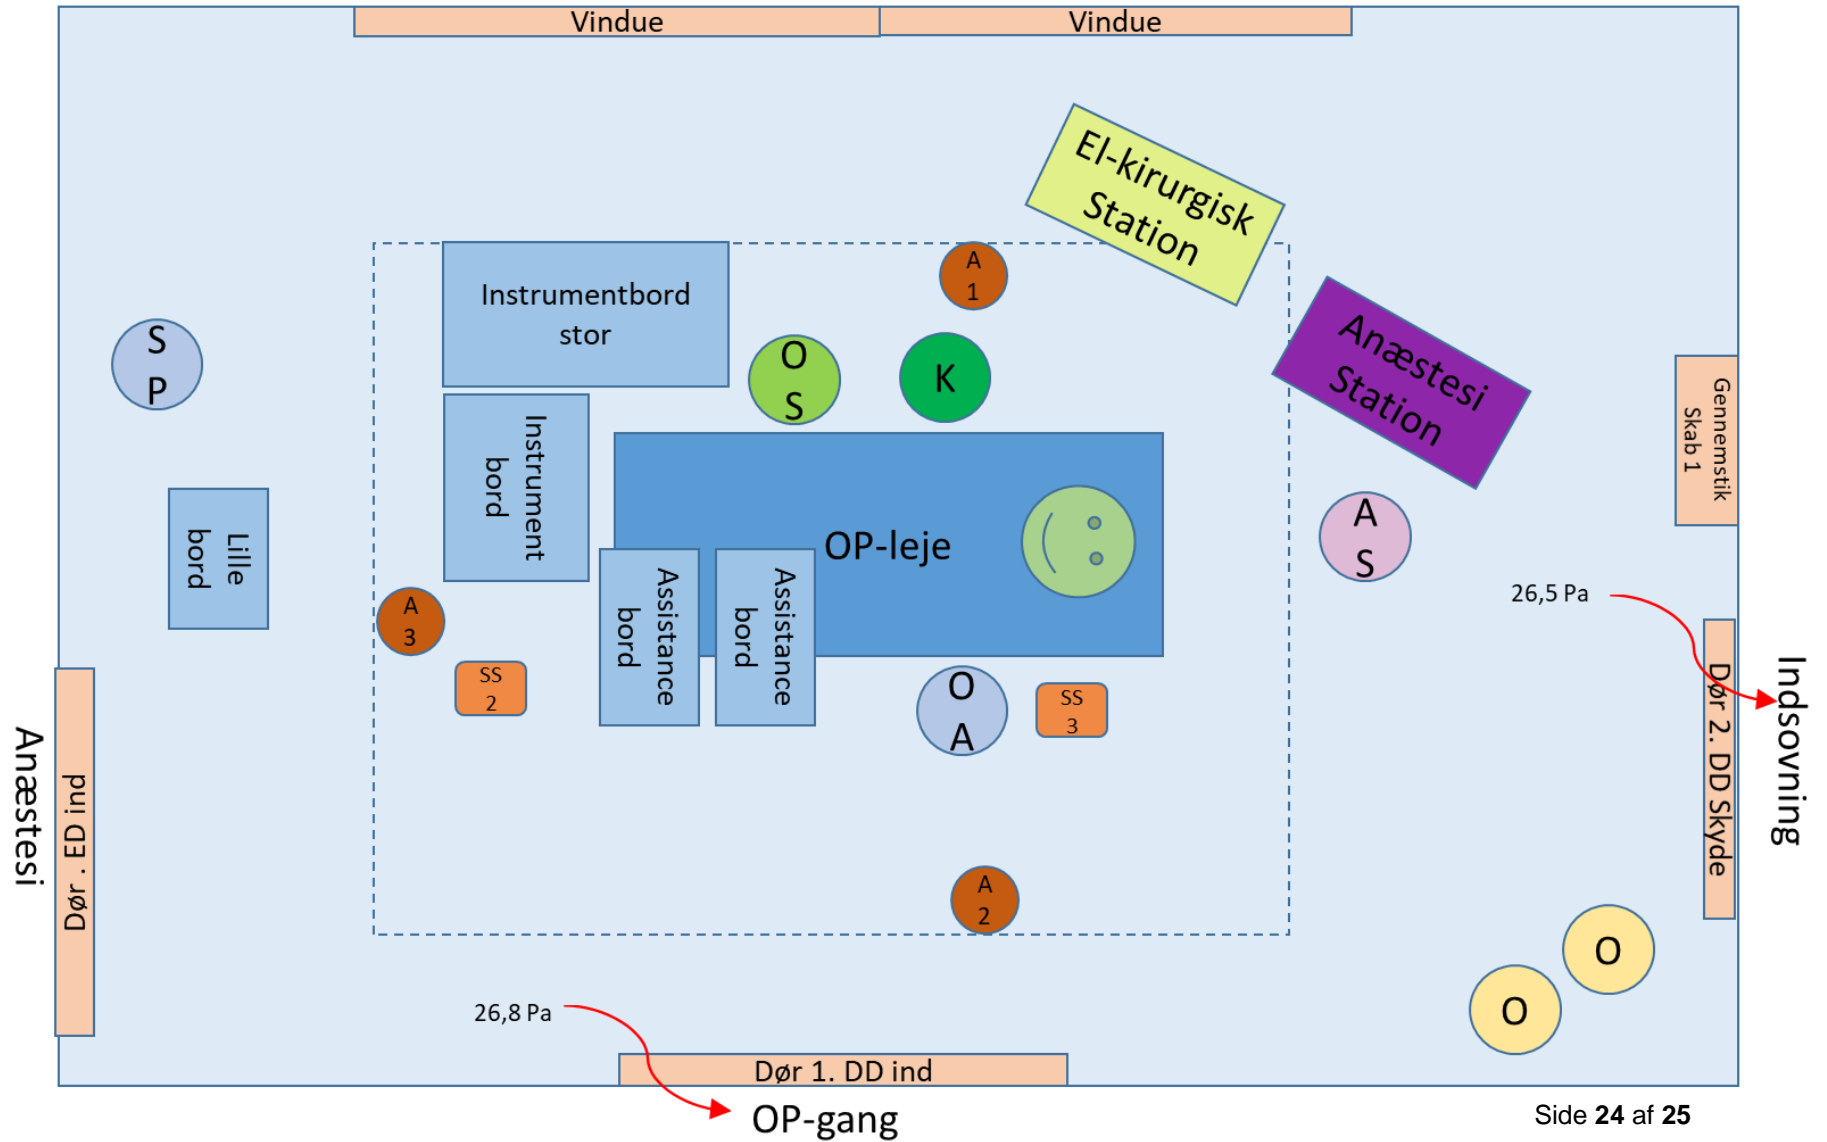 Vindue
Vindue
El-kirurgisk
Station
A
1
Instrumentbord
stor
Anæstesi
Station
S
P
O
S
K
Gennemstik
Skab 1
Instrument
bord
OP-leje
A
S
Lille
bord
Assistance
bord
Assistance
bord
26,5 Pa
A
3
SS
2
O
A
SS
3
Indsovning
Dør 2. DD Skyde
Anæstesi
Dør . ED ind
A
2
O
O
26,8 Pa
Dør 1. DD ind
OP-gang
Side 24 af 25